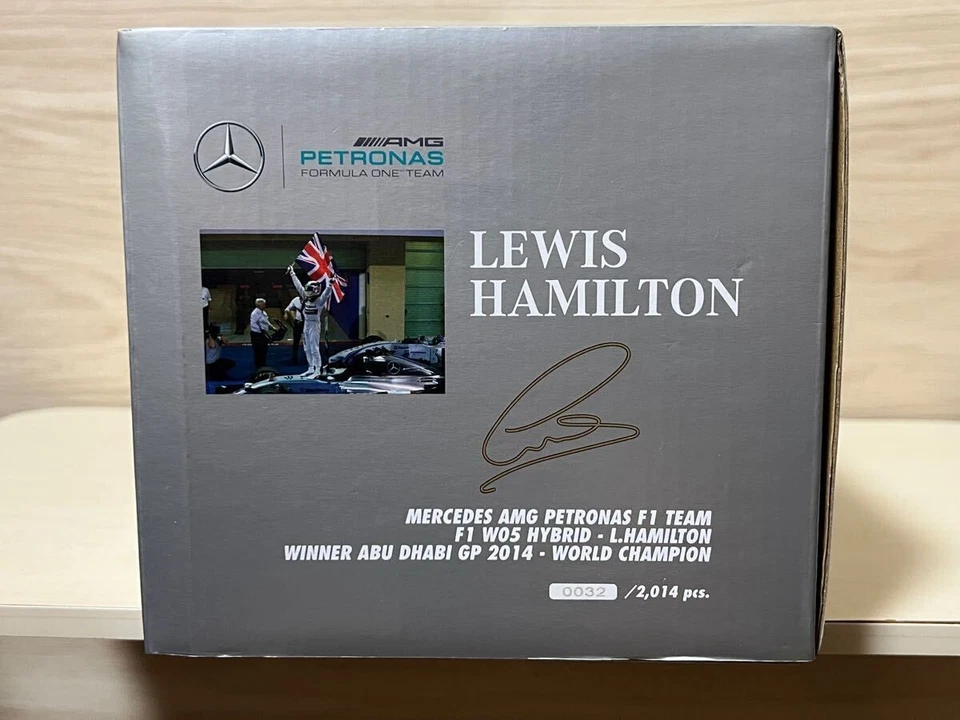 AMG
PETRONAS
FORMULA ONE™ TEAM
LEWIS
HAMILTON
MERCEDES AMG PETRONAS F1 TEAM
F1 W05 HYBRID - L.HAMILTON
WINNER ABU DHABI GP 2014 - WORLD CHAMPION
0032 /2,014 pcs.